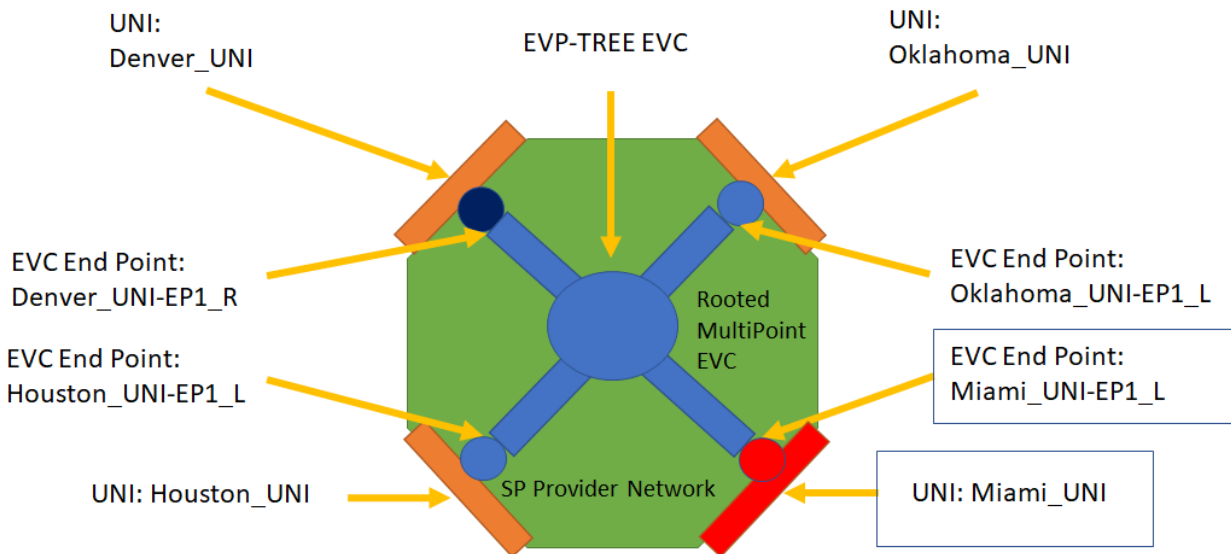 UNI:
Denver_UNI
EVP-TREE EVC
UNI:
Oklahoma_UNI
EVC End Point:
Denver_UNI-EP1_R
EVC End Point:
Oklahoma_UNI-EP1_L
Rooted
MultiPoint
EVC
EVC End Point:
Houston_UNI-EP1_L
EVC End Point:
Miami_UNI-EP1_L
UNI: Houston_UNI
SP Provider Network
UNI: Miami_UNI